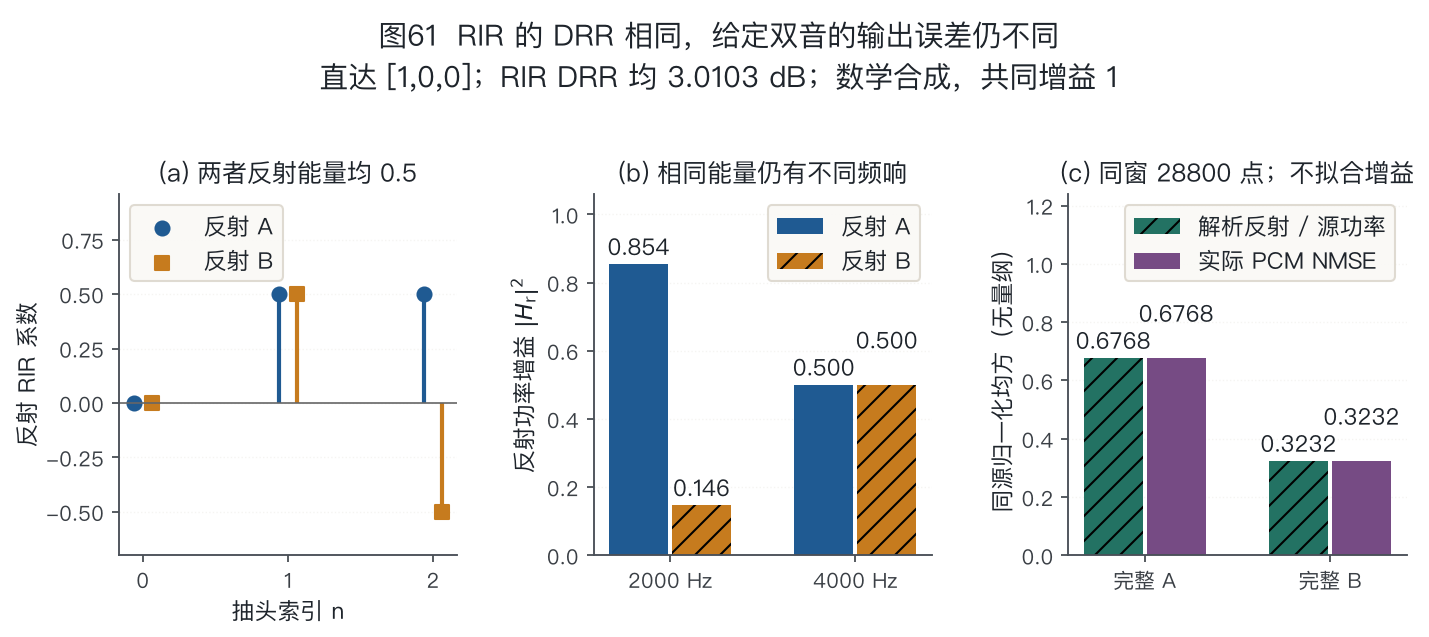 图61  RIR 的 DRR 相同，给定双音的输出误差仍不同
直达 [1,0,0]；RIR DRR 均 3.0103 dB；数学合成，共同增益 1
(a) 两者反射能量均 0.5
反射 A
反射 B
反射 RIR 系数
0.75
0.50
0.25
0.00
−0.25
−0.50
0
1
2
抽头索引 n
(b) 相同能量仍有不同频响
反射 A
反射 B
反射功率增益 |Hr|²
1.0
0.8
0.6
0.4
0.2
0.0
0.854
0.146
0.500
0.500
2000 Hz
4000 Hz
(c) 同窗 28800 点；不拟合增益
解析反射 / 源功率
实际 PCM NMSE
同源归一化均方（无量纲）
1.2
1.0
0.8
0.6
0.4
0.2
0.0
0.6768
0.6768
0.3232
0.3232
完整 A
完整 B